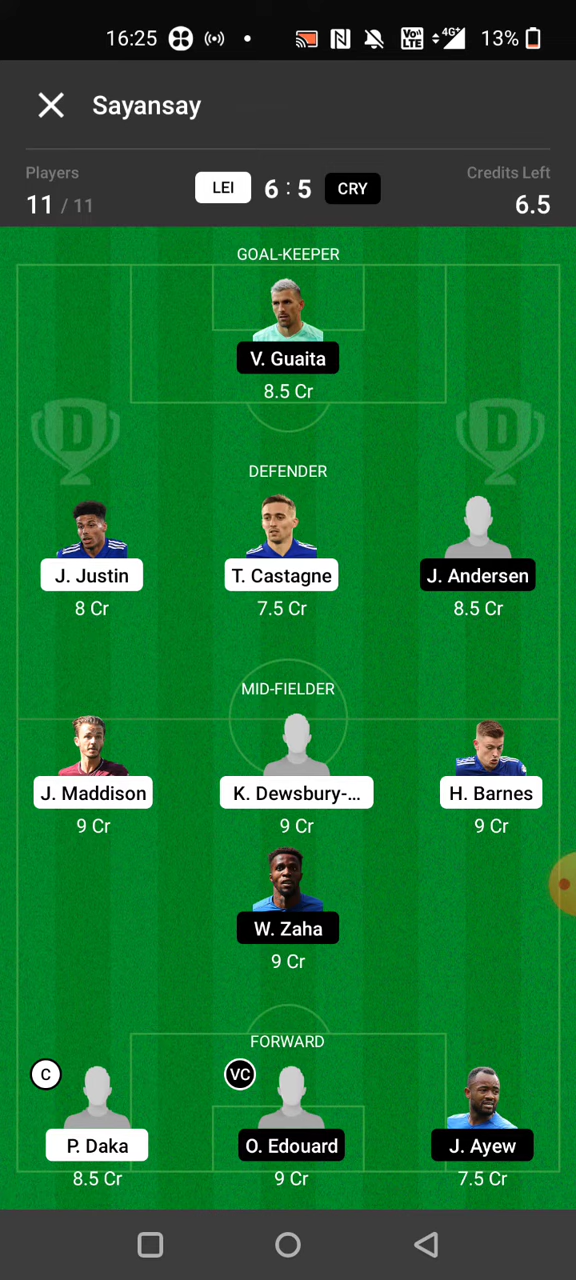 16:25
VoLTE
4G+
13%
Sayansay
Players
11 / 11
LEI 6 : 5 CRY
Credits Left
6.5
GOAL-KEEPER
V. Guaita
8.5 Cr
D D
DEFENDER
J. Justin
8 Cr
T. Castagne
7.5 Cr
J. Andersen
8.5 Cr
MID-FIELDER
J. Maddison
9 Cr
K. Dewsbury-...
9 Cr
H. Barnes
9 Cr
W. Zaha
9 Cr
FORWARD
C
P. Daka
8.5 Cr
VC
O. Edouard
9 Cr
J. Ayew
7.5 Cr